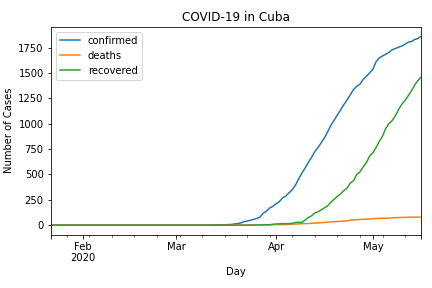 COVID-19 in Cuba
confirmed
deaths
recovered
Number of Cases
1750
1500
1250
1000
750
500
250
0
Feb
2020
Mar
Apr
May
Day